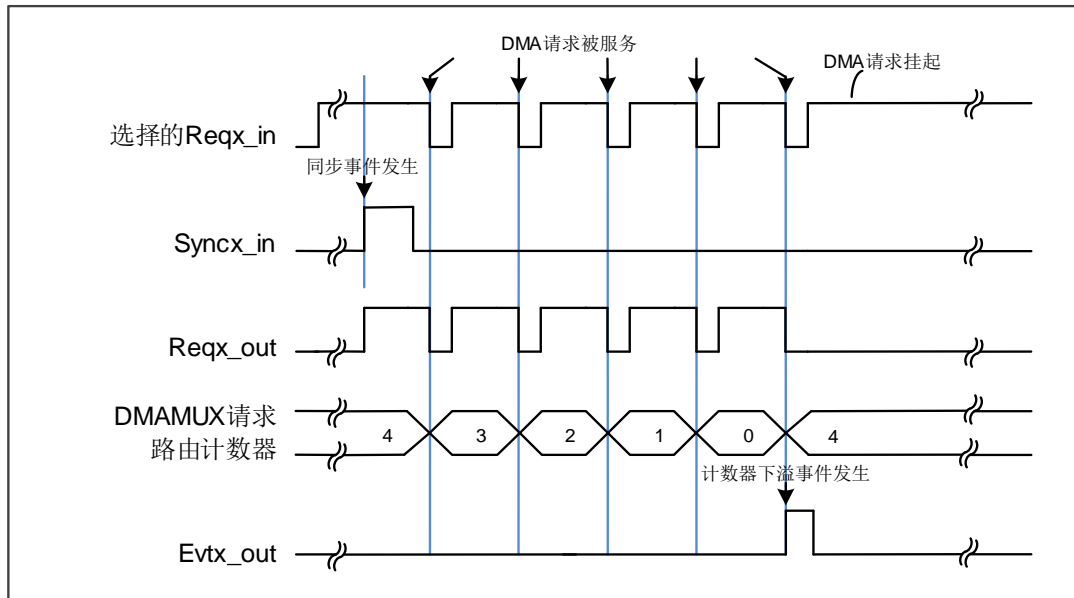 DMA请求被服务
DMA请求挂起
选择的Reqx_in
同步事件发生
Syncx_in
Reqx_out
DMAMUX请求
路由计数器
4 3 2 1 0 4
计数器下溢事件发生
Evtx_out